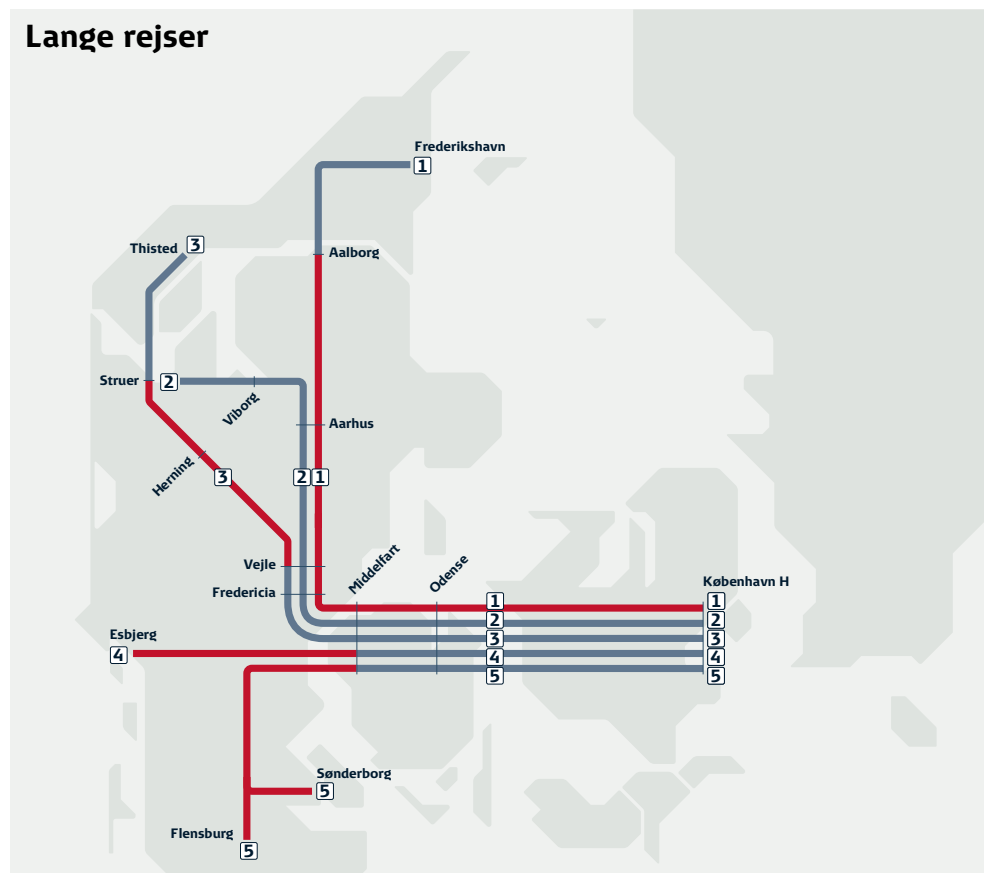 Lange rejser
Frederikshavn
1
Thisted 3
Aalborg
Struer 2
Viborg
Aarhus
Herning
3 2 1
Vejle
Fredericia
Middelfart
Odense
København H
1 1
2 2
3 3
4 4
5 5
Esbjerg
4
Sønderborg
5
Flensburg
5